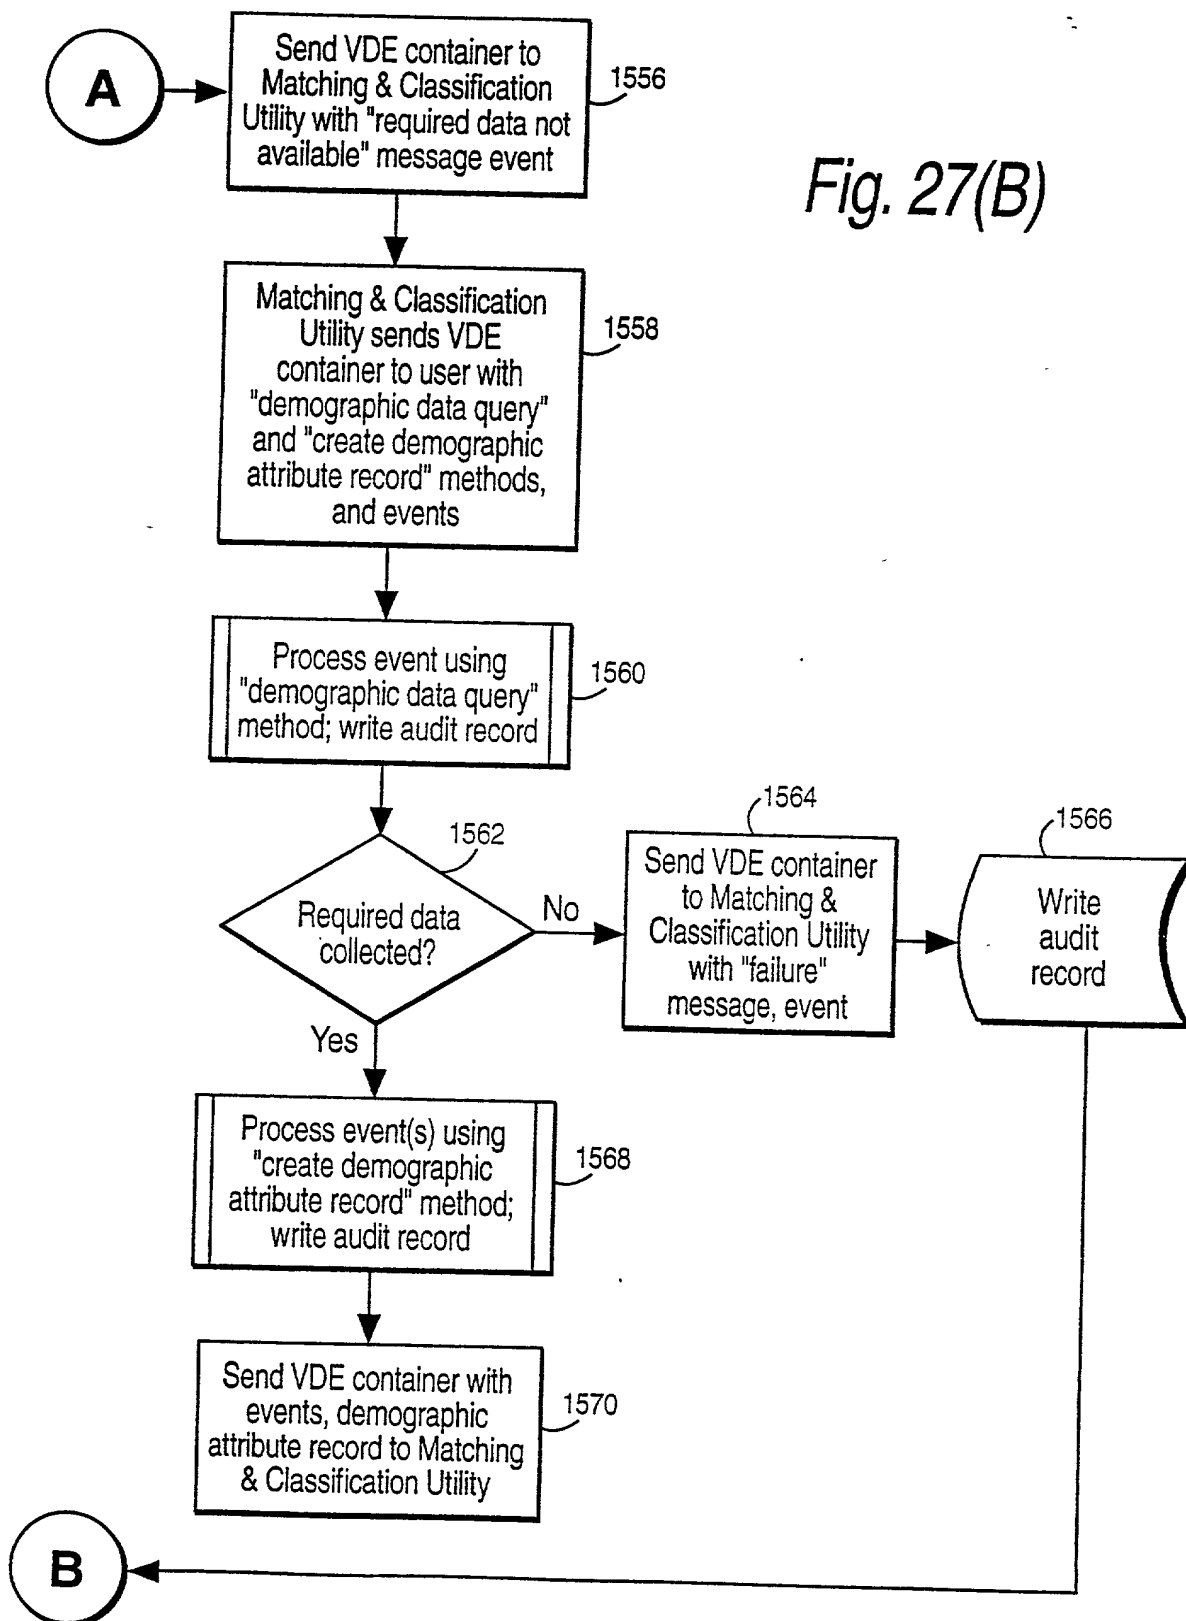 A
Send VDE container to
Matching & Classification
Utility with "required data not
available" message event
1556
Fig. 27(B)
Matching & Classification
Utility sends VDE
container to user with
"demographic data query"
and "create demographic
attribute record" methods,
and events
1558
Process event using
"demographic data query"
method; write audit record
1560
Required data
collected?
1562
No
Yes
Send VDE container
to Matching &
Classification Utility
with "failure"
message, event
1564
Write
audit
record
1566
Process event(s) using
"create demographic
attribute record" method;
write audit record
1568
Send VDE container with
events, demographic
attribute record to Matching
& Classification Utility
1570
B